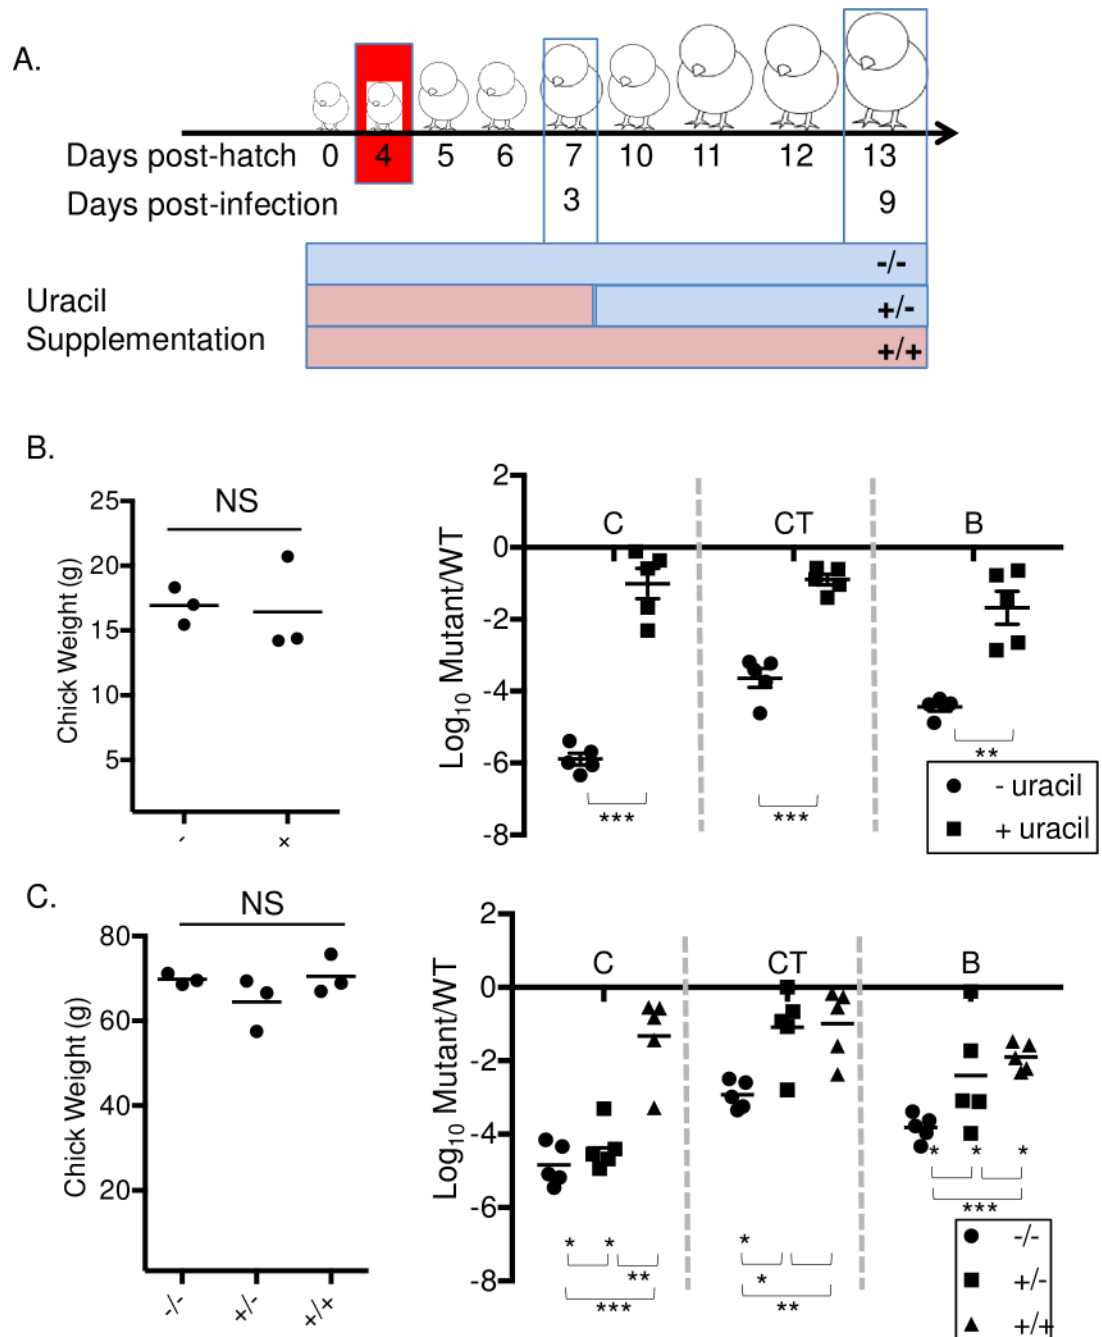 A.
Days post-hatch 0 4 5 6 7 10 11 12 13
Days post-infection 3 9
-/-
Uracil
+/-
Supplementation
+/+
B.
NS
25
20
15
10
5
Chick Weight (g)
- +
2
0
-2
-4
-6
-8
Log10 Mutant/WT
C CT B
*** *** **
- uracil
+ uracil
C.
NS
80
60
40
20
Chick Weight (g)
-/- +/- +/+
2
0
-2
-4
-6
-8
Log10 Mutant/WT
C CT B
* * *
***
* * *
** *
*** **
-/-
+/-
+/+